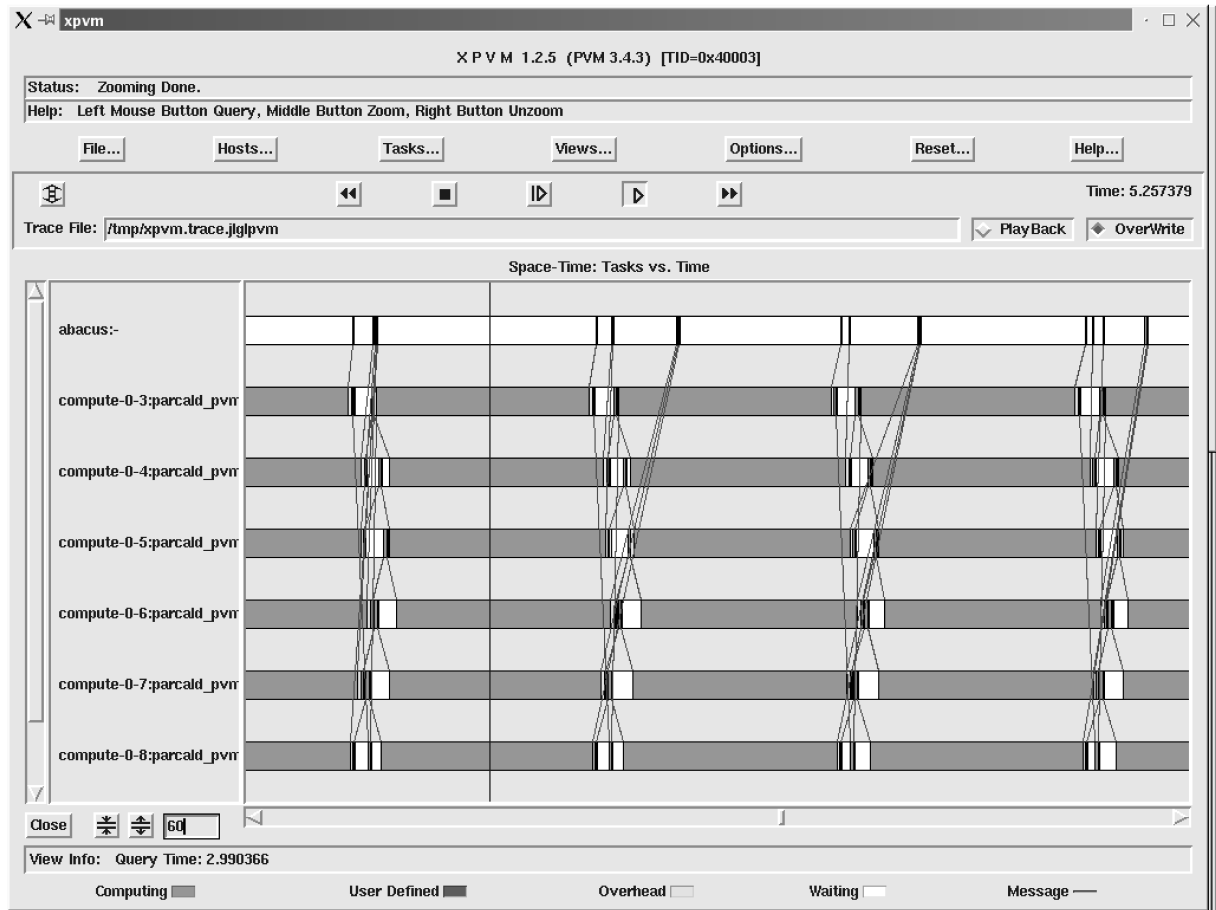 xpvm
X P V M 1.2.5 (PVM 3.4.3) [TID=0x40003]
Status: Zooming Done.
Help: Left Mouse Button Query, Middle Button Zoom, Right Button Unzoom
File... Hosts... Tasks... Views... Options... Reset... Help...
Time: 5.257379
Trace File: /tmp/xpvm.trace.jlglpvm PlayBack OverWrite
Space-Time: Tasks vs. Time
abacus:-
compute-0-3:parcald_pvm
compute-0-4:parcald_pvm
compute-0-5:parcald_pvm
compute-0-6:parcald_pvm
compute-0-7:parcald_pvm
compute-0-8:parcald_pvm
Close 60
View Info: Query Time: 2.990366
Computing User Defined Overhead Waiting Message